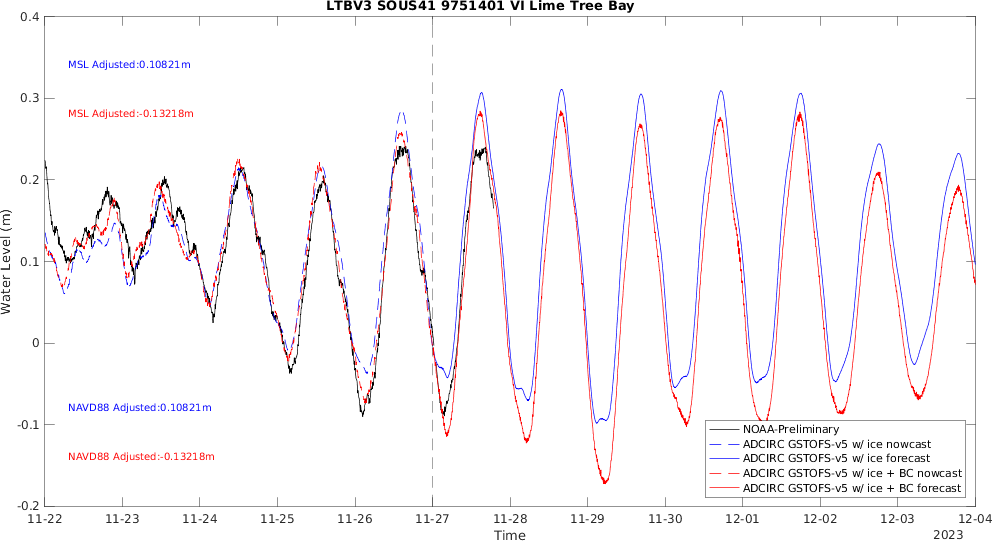 LTBV3 SOUS41 9751401 VI Lime Tree Bay
0.4
0.3
0.2
0.1
0
-0.1
-0.2
Water Level (m)
MSL Adjusted:0.10821m
MSL Adjusted:-0.13218m
NAVD88 Adjusted:0.10821m
NAVD88 Adjusted:-0.13218m
NOAA-Preliminary
ADCIRC GSTOFS-v5 w/ ice nowcast
ADCIRC GSTOFS-v5 w/ ice forecast
ADCIRC GSTOFS-v5 w/ ice + BC nowcast
ADCIRC GSTOFS-v5 w/ ice + BC forecast
11-22 11-23 11-24 11-25 11-26 11-27 11-28 11-29 11-30 12-01 12-02 12-03 12-04
Time
2023